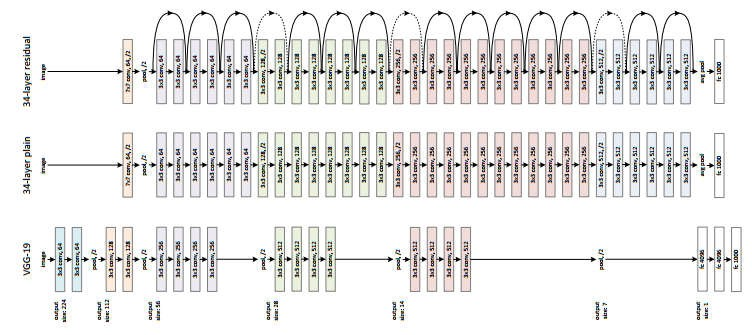 34-layer residual
image
7x7 conv, 64, /2
pool, /2
3x3 conv, 64
3x3 conv, 64
3x3 conv, 64
3x3 conv, 64
3x3 conv, 64
3x3 conv, 64
3x3 conv, 128, /2
3x3 conv, 128
3x3 conv, 128
3x3 conv, 128
3x3 conv, 128
3x3 conv, 128
3x3 conv, 128
3x3 conv, 128
3x3 conv, 256, /2
3x3 conv, 256
3x3 conv, 256
3x3 conv, 256
3x3 conv, 256
3x3 conv, 256
3x3 conv, 256
3x3 conv, 256
3x3 conv, 256
3x3 conv, 256
3x3 conv, 256
3x3 conv, 256
3x3 conv, 512, /2
3x3 conv, 512
3x3 conv, 512
3x3 conv, 512
3x3 conv, 512
3x3 conv, 512
avg pool
fc 1000
34-layer plain
image
7x7 conv, 64, /2
pool, /2
3x3 conv, 64
3x3 conv, 64
3x3 conv, 64
3x3 conv, 64
3x3 conv, 64
3x3 conv, 64
3x3 conv, 128, /2
3x3 conv, 128
3x3 conv, 128
3x3 conv, 128
3x3 conv, 128
3x3 conv, 128
3x3 conv, 128
3x3 conv, 128
3x3 conv, 256, /2
3x3 conv, 256
3x3 conv, 256
3x3 conv, 256
3x3 conv, 256
3x3 conv, 256
3x3 conv, 256
3x3 conv, 256
3x3 conv, 256
3x3 conv, 256
3x3 conv, 256
3x3 conv, 256
3x3 conv, 512, /2
3x3 conv, 512
3x3 conv, 512
3x3 conv, 512
3x3 conv, 512
3x3 conv, 512
avg pool
fc 1000
VGG-19
image
3x3 conv, 64
3x3 conv, 64
pool, /2
3x3 conv, 128
3x3 conv, 128
pool, /2
3x3 conv, 256
3x3 conv, 256
3x3 conv, 256
3x3 conv, 256
pool, /2
3x3 conv, 512
3x3 conv, 512
3x3 conv, 512
3x3 conv, 512
pool, /2
3x3 conv, 512
3x3 conv, 512
3x3 conv, 512
3x3 conv, 512
pool, /2
fc 4096
fc 4096
fc 1000
output
size: 224
output
size: 112
output
size: 56
output
size: 28
output
size: 14
output
size: 7
output
size: 1